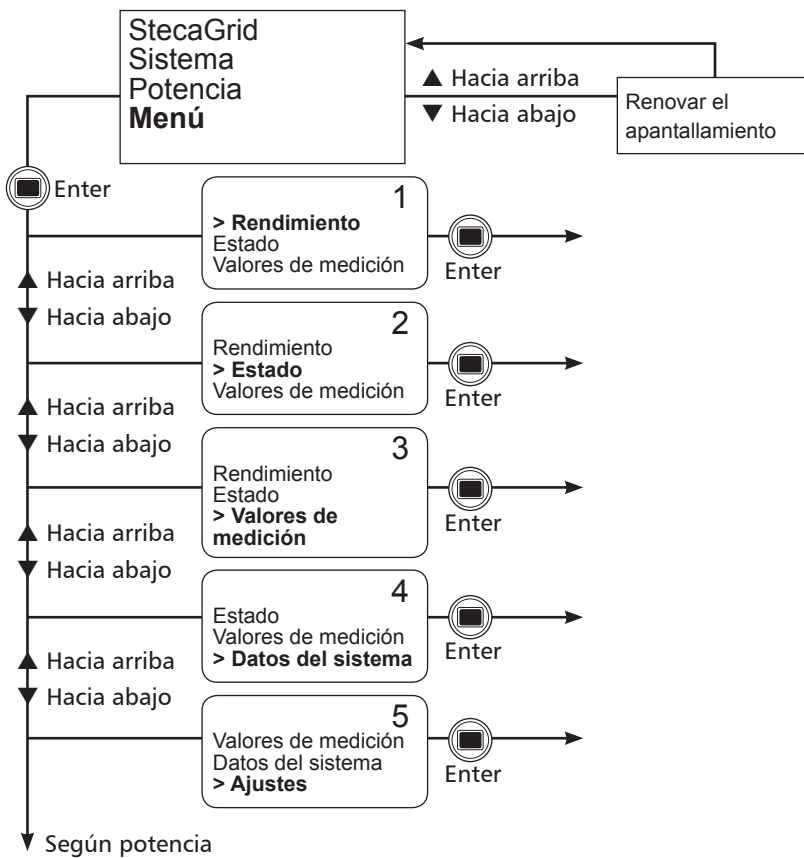 StecaGrid
Sistema
Potencia
Menú
▲ Hacia arriba
▼ Hacia abajo
Renovar el
apantallamiento
Enter
1
> Rendimiento
Estado
Valores de medición
Enter
▲ Hacia arriba
▼ Hacia abajo
2
Rendimiento
> Estado
Valores de medición
Enter
▲ Hacia arriba
▼ Hacia abajo
3
Rendimiento
Estado
> Valores de
medición
Enter
▲ Hacia arriba
▼ Hacia abajo
4
Estado
Valores de medición
> Datos del sistema
Enter
▲ Hacia arriba
▼ Hacia abajo
5
Valores de medición
Datos del sistema
> Ajustes
Enter
Según potencia